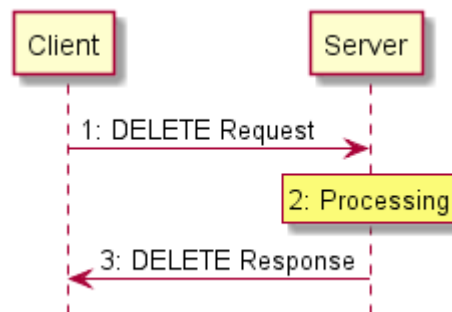 Client
Server
1: DELETE Request
2: Processing
3: DELETE Response